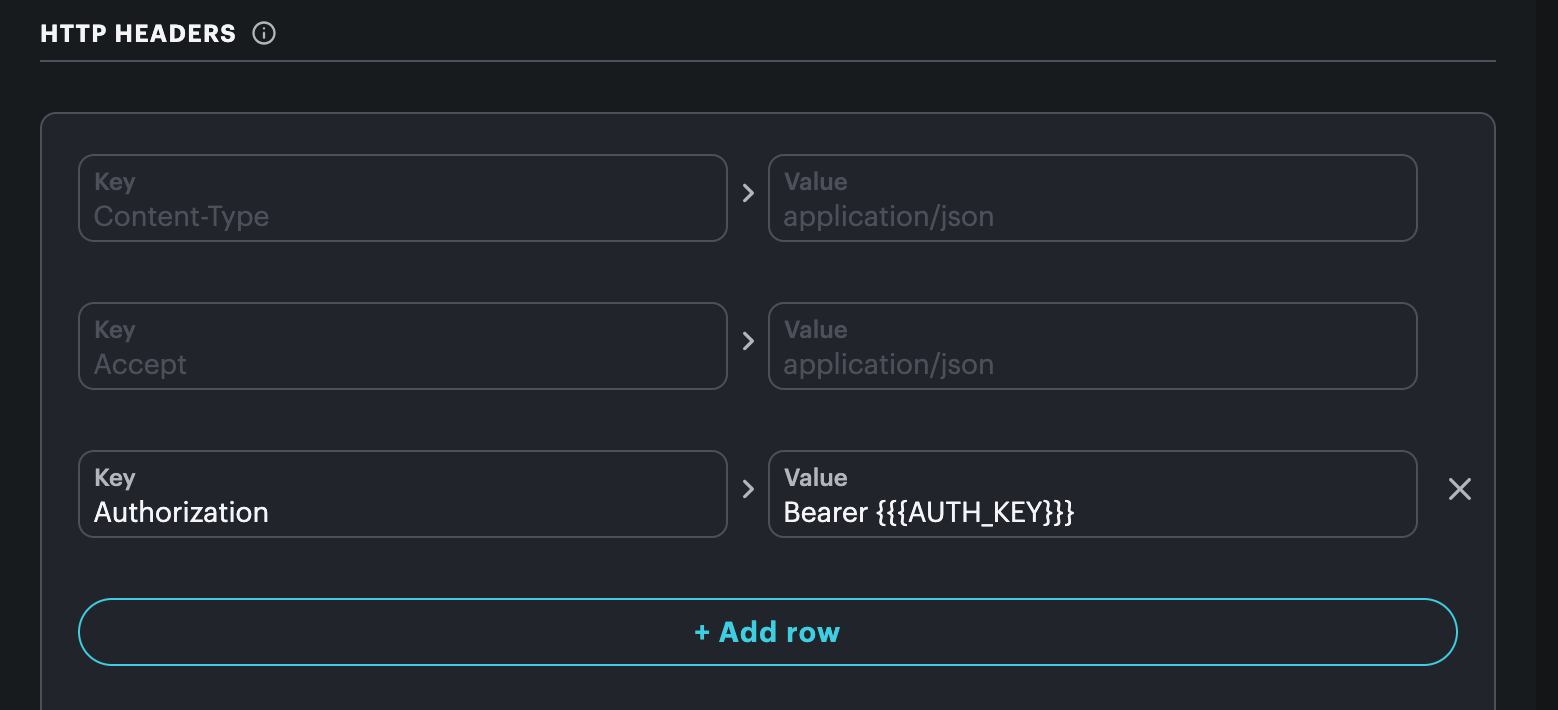 HTTP HEADERS
Key
Content-Type
Value
application/json
Key
Accept
Value
application/json
Key
Authorization
Value
Bearer {{{AUTH_KEY}}}
+ Add row